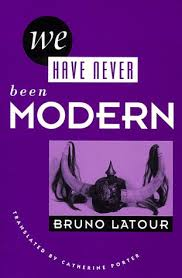 we
HAVE NEVER
been
MODERN
BRUNO LATOUR
TRANSLATED BY CATHERINE PORTER